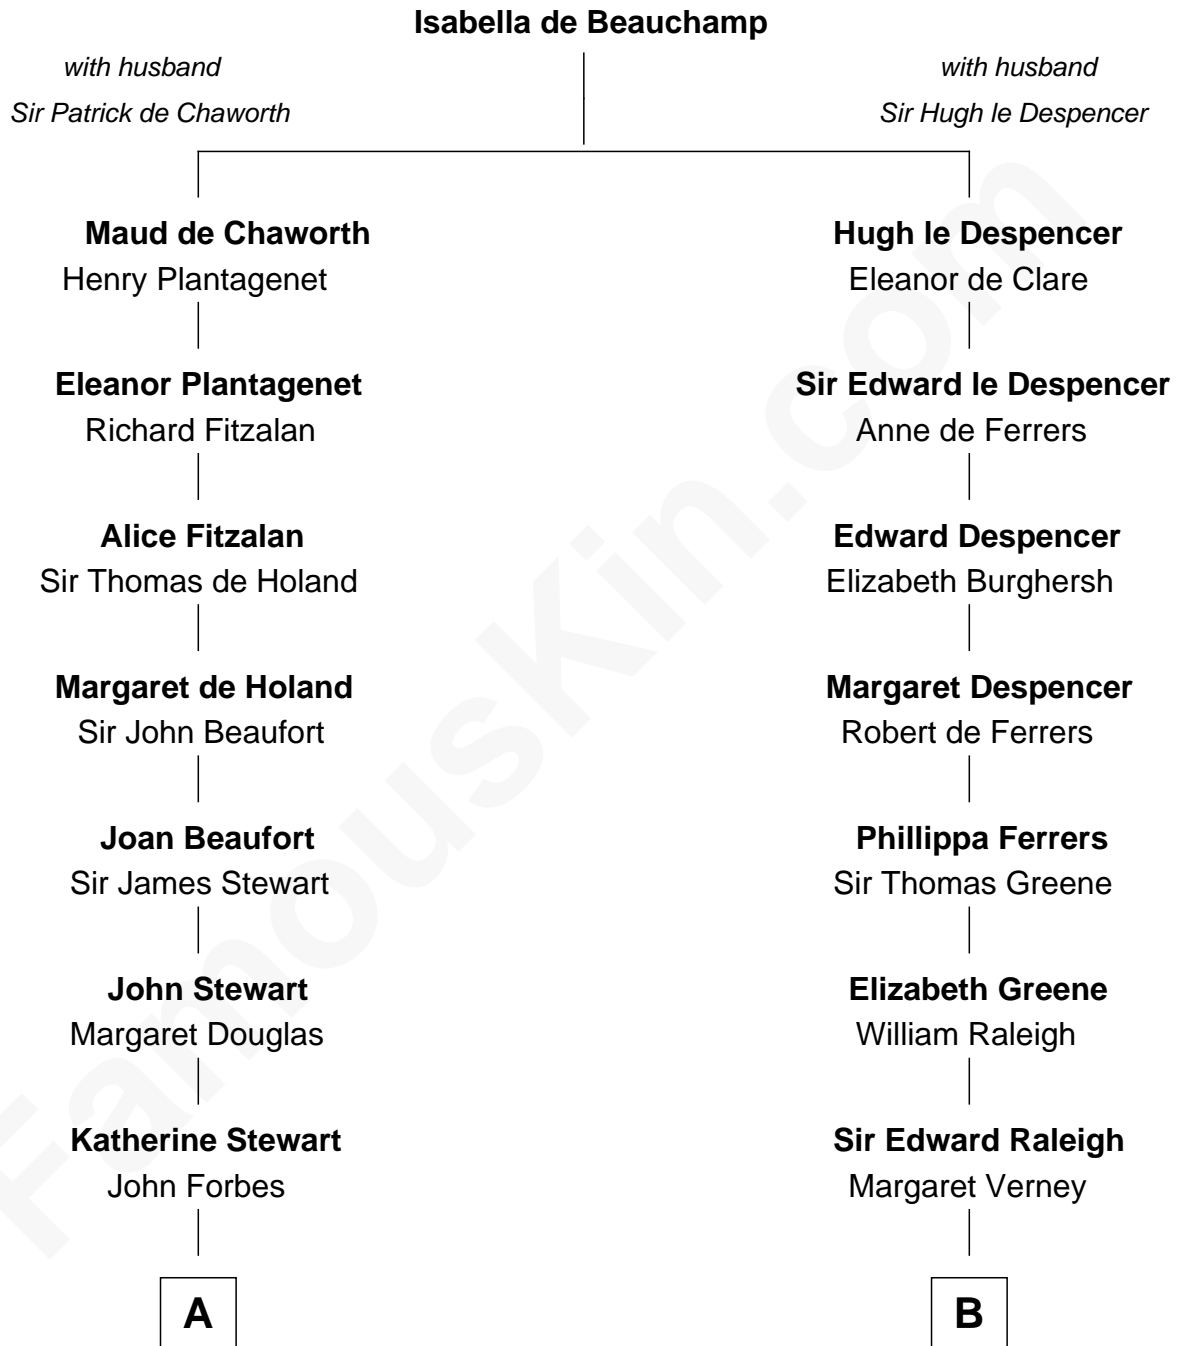 Isabella de Beauchamp
with husband
Sir Patrick de Chaworth
with husband
Sir Hugh le Despencer
Maud de Chaworth
Henry Plantagenet
Eleanor Plantagenet
Richard Fitzalan
Alice Fitzalan
Sir Thomas de Holand
Margaret de Holand
Sir John Beaufort
Joan Beaufort
Sir James Stewart
John Stewart
Margaret Douglas
Katherine Stewart
John Forbes
A
Hugh le Despencer
Eleanor de Clare
Sir Edward le Despencer
Anne de Ferrers
Edward Despencer
Elizabeth Burghersh
Margaret Despencer
Robert de Ferrers
Phillippa Ferrers
Sir Thomas Greene
Elizabeth Greene
William Raleigh
Sir Edward Raleigh
Margaret Verney
B
FamousKin.com